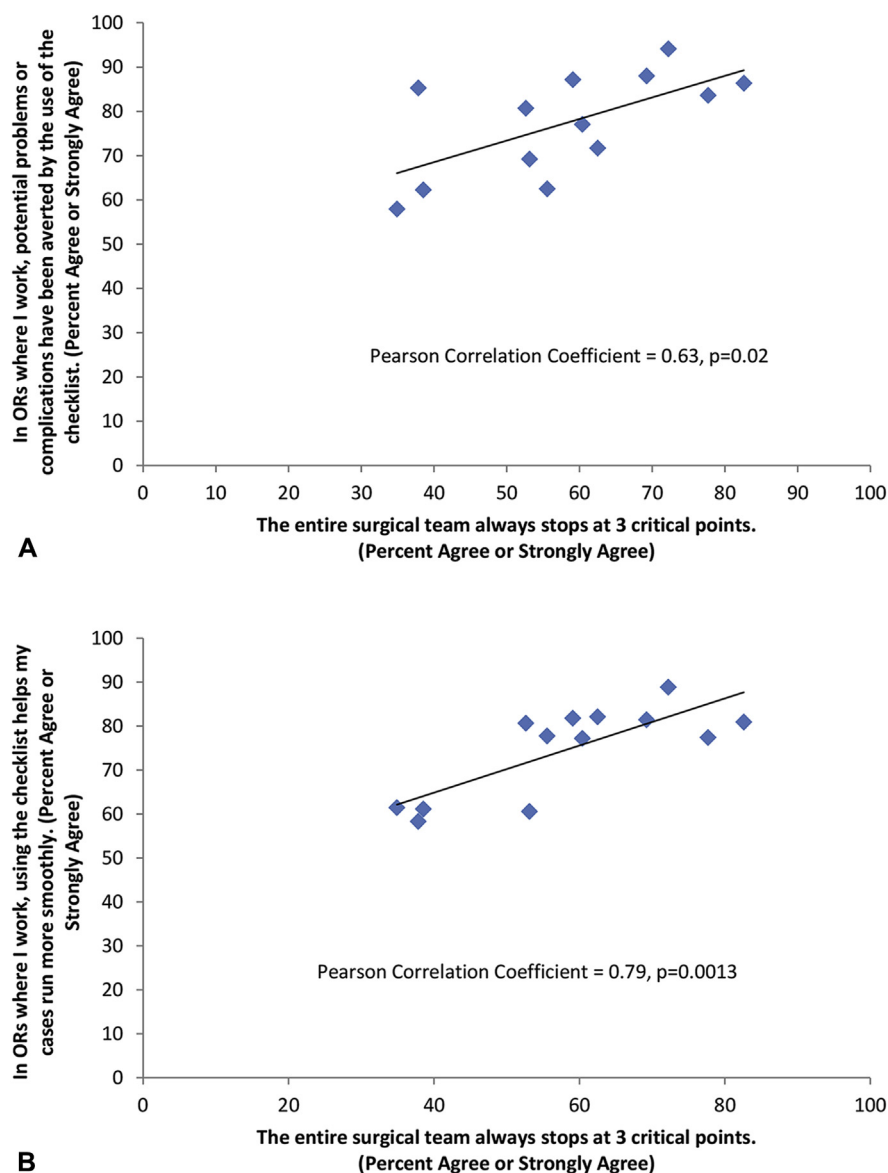 In ORs where I work, potential problems or
complications have been averted by the use of the
checklist. (Percent Agree or Strongly Agree)
100
90
80
70
60
50
40
30
20
10
0
Pearson Correlation Coefficient = 0.63, p=0.02
0 10 20 30 40 50 60 70 80 90 100
The entire surgical team always stops at 3 critical points.
(Percent Agree or Strongly Agree)
A
In ORs where I work, using the checklist helps my
cases run more smoothly. (Percent Agree or
Strongly Agree)
100
90
80
70
60
50
40
30
20
10
0
Pearson Correlation Coefficient = 0.79, p=0.0013
0 20 40 60 80 100
The entire surgical team always stops at 3 critical points.
(Percent Agree or Strongly Agree)
B